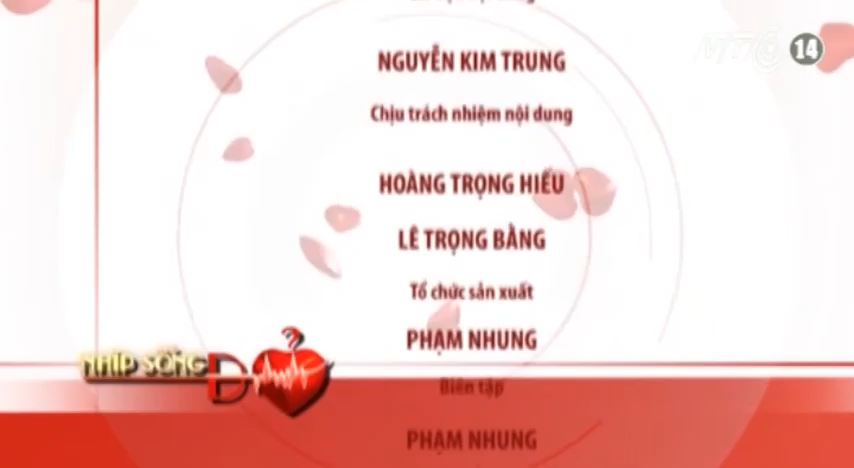 NGUYỄN KIM TRUNG
14
Chịu trách nhiệm nội dung
HOÀNG TRỌNG HIẾU
LÊ TRỌNG BẰNG
Tổ chức sản xuất
PHẠM NHUNG
NHỊP SỐNG Đ
Biên tập
PHẠM NHUNG